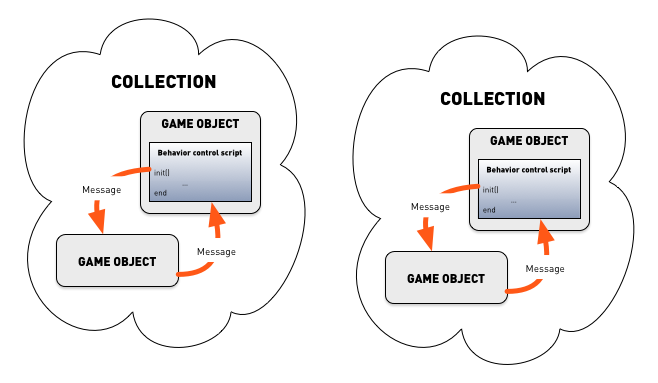 COLLECTION
GAME OBJECT
Behavior control script
init()
...
end
Message
Message
GAME OBJECT
COLLECTION
GAME OBJECT
Behavior control script
init()
...
end
Message
Message
GAME OBJECT